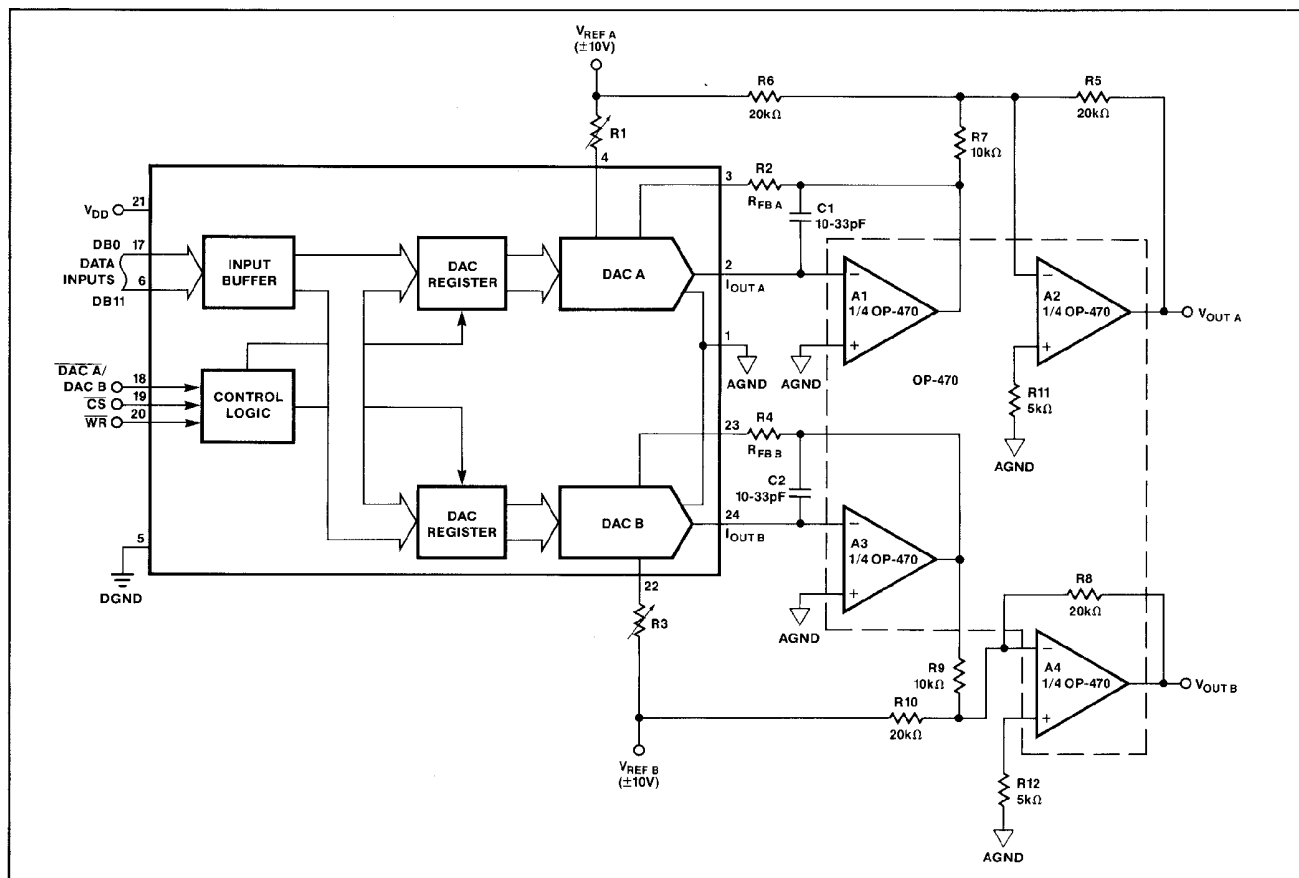 VREF A
(±10V)
R6
20kΩ
R5
20kΩ
R1
R7
10kΩ
4
3
R2
RFB A
C1
10-33pF
VDD
21
DB0
17
DATA
INPUTS
6
DB11
INPUT
BUFFER
DAC
REGISTER
DAC A
2
IOUT A
A1
1/4 OP-470
A2
1/4 OP-470
VOUT A
1
AGND
AGND
OP-470
R11
5kΩ
AGND
DAC A/
DAC B
18
CS
19
WR
20
CONTROL
LOGIC
23
R4
RFB B
C2
10-33pF
DAC
REGISTER
DAC B
24
IOUT B
A3
1/4 OP-470
5
DGND
22
AGND
R3
R8
20kΩ
R9
10kΩ
A4
1/4 OP-470
VOUT B
R10
20kΩ
VREF B
(±10V)
R12
5kΩ
AGND